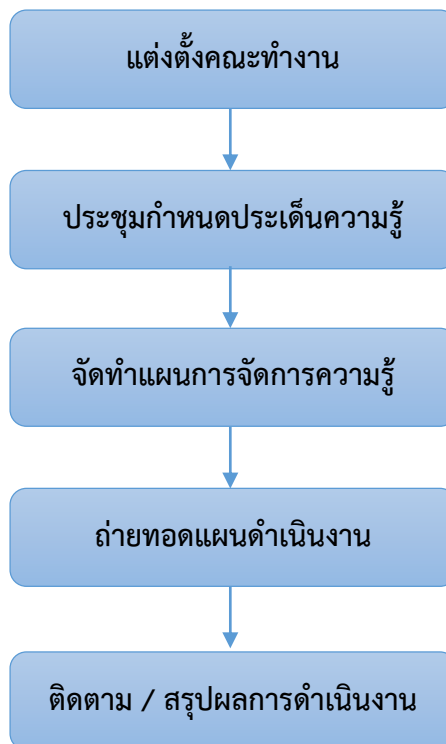 แต่งตั้งคณะทำงาน
ประชุมกำหนดประเด็นความรู้
จัดทำแผนการจัดการความรู้
ถ่ายทอดแผนดำเนินงาน
ติดตาม / สรุปผลการดำเนินงาน